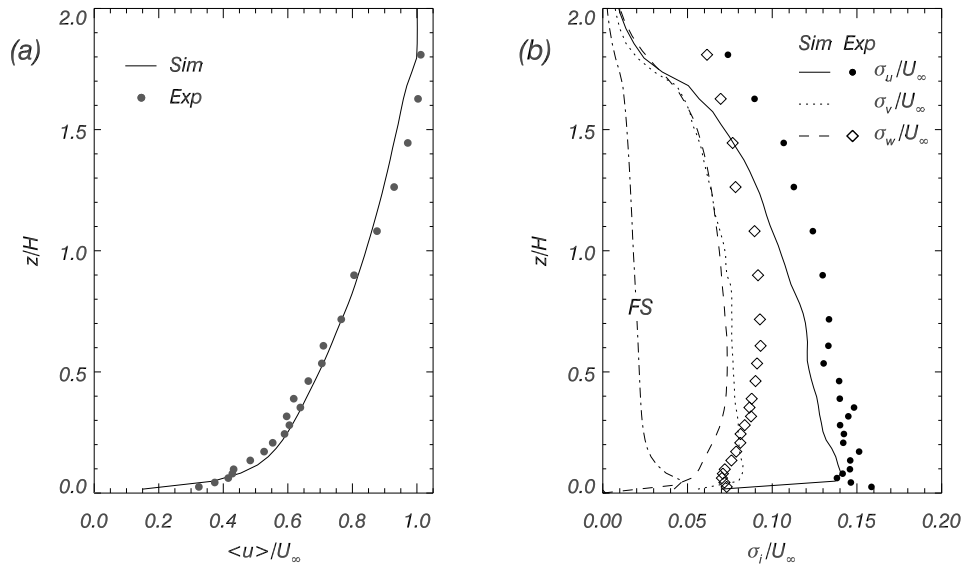 (a)
2.0
1.5
1.0
0.5
0.0
z/H
Sim
Exp
0.0 0.2 0.4 0.6 0.8 1.0
<u>/U∞
(b)
2.0
1.5
1.0
0.5
0.0
z/H
Sim Exp
σu/U∞
σv/U∞
σw/U∞
FS
0.00 0.05 0.10 0.15 0.20
σi/U∞